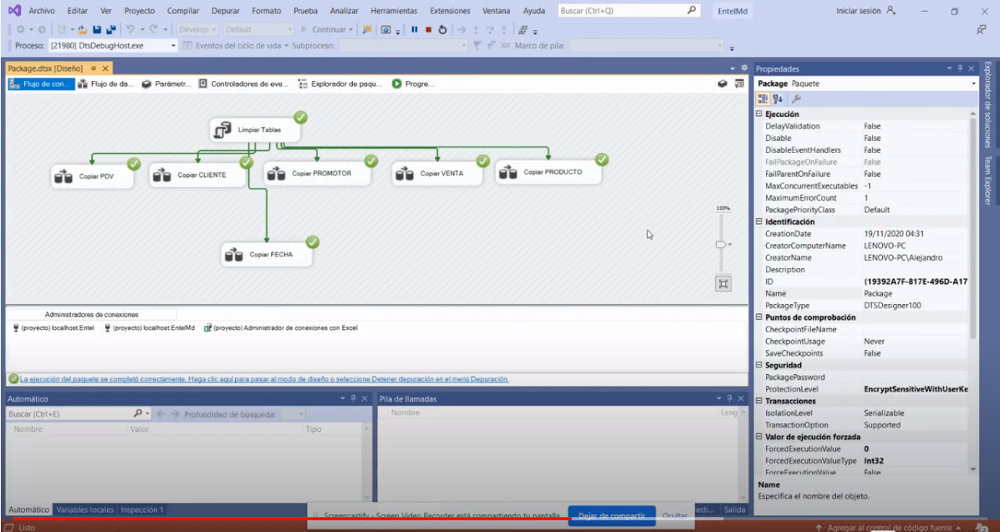 Archivo Editar Ver Proyecto Compilar Depurar Formato Prueba Analizar Herramientas Extensiones Ventana Ayuda Buscar (Ctrl+Q) EntelMd Iniciar sesión
Develop Default Continuar
Proceso: [21980] DtsDebugHost.exe Eventos del ciclo de vida Subproceso: Marco de pila:
Package.dtsx [Diseño]
Flujo de con... Flujo de da... Parámetr... Controladores de eve... Explorador de paqu... Progre...
Limpiar Tablas
Copiar PDV Copiar CLIENTE Copiar PROMOTOR Copiar VENTA Copiar PRODUCTO
Copiar FECHA
100%
Administradores de conexiones
(proyecto) localhost.Entel (proyecto) localhost.EntelMd (proyecto) Administrador de conexiones con Excel
La ejecución del paquete se completó correctamente. Haga clic aquí para pasar al modo de diseño o seleccione Detener depuración en el menú Depuración.
Automático
Buscar (Ctrl+E) Profundidad de búsqueda:
Nombre Valor Tipo
Automático Variables locales Inspección 1
Pila de llamadas
Nombre Leng
Screencastify - Screen Video Recorder está compartiendo tu pantalla. Dejar de compartir Ocultar
Salida
Propiedades
Package Paquete
Ejecución
DelayValidation False
Disable False
DisableEventHandlers False
FailPackageOnFailure False
FailParentOnFailure False
MaxConcurrentExecutables -1
MaximumErrorCount 1
PackagePriorityClass Default
Identificación
CreationDate 19/11/2020 04:31
CreatorComputerName LENOVO-PC
CreatorName LENOVO-PC\Alejandro
Description
ID {19392A7F-817E-496D-A17
Name Package
PackageType DTSDesigner100
Puntos de comprobación
CheckpointFileName
CheckpointUsage Never
SaveCheckpoints False
Seguridad
PackagePassword
ProtectionLevel EncryptSensitiveWithUserKe
Transacciones
IsolationLevel Serializable
TransactionOption Supported
Valor de ejecución forzada
ForcedExecutionValue 0
ForcedExecutionValueType Int32
ForceExecutionValue False
Name
Especifica el nombre del objeto.
Explorador de soluciones
Team Explorer
Listo
Agregar al control de código fuente